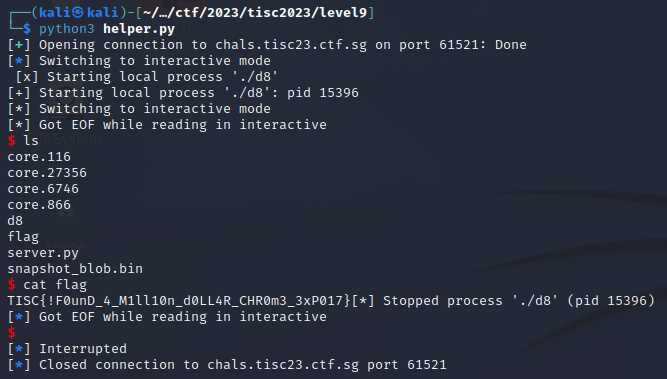 ┌──(kali㉿kali)-[~/…/ctf/2023/tisc2023/level9]
└─$ python3 helper.py
[+] Opening connection to chals.tisc23.ctf.sg on port 61521: Done
[*] Switching to interactive mode
 [x] Starting local process './d8'
[+] Starting local process './d8': pid 15396
[*] Switching to interactive mode
[*] Got EOF while reading in interactive
$ ls
core.116
core.27356
core.6746
core.866
d8
flag
server.py
snapshot_blob.bin
$ cat flag
TISC{!F0unD_4_M1ll10n_d0LL4R_CHR0m3_3xP017}[*] Stopped process './d8' (pid 15396)
[*] Got EOF while reading in interactive
$
[*] Interrupted
[*] Closed connection to chals.tisc23.ctf.sg port 61521